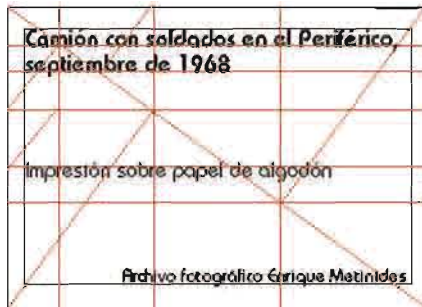 Camión con soldados en el Periférico,
septiembre de 1968
Impresión sobre papel de algodón
Archivo fotográfico Enrique Metinides